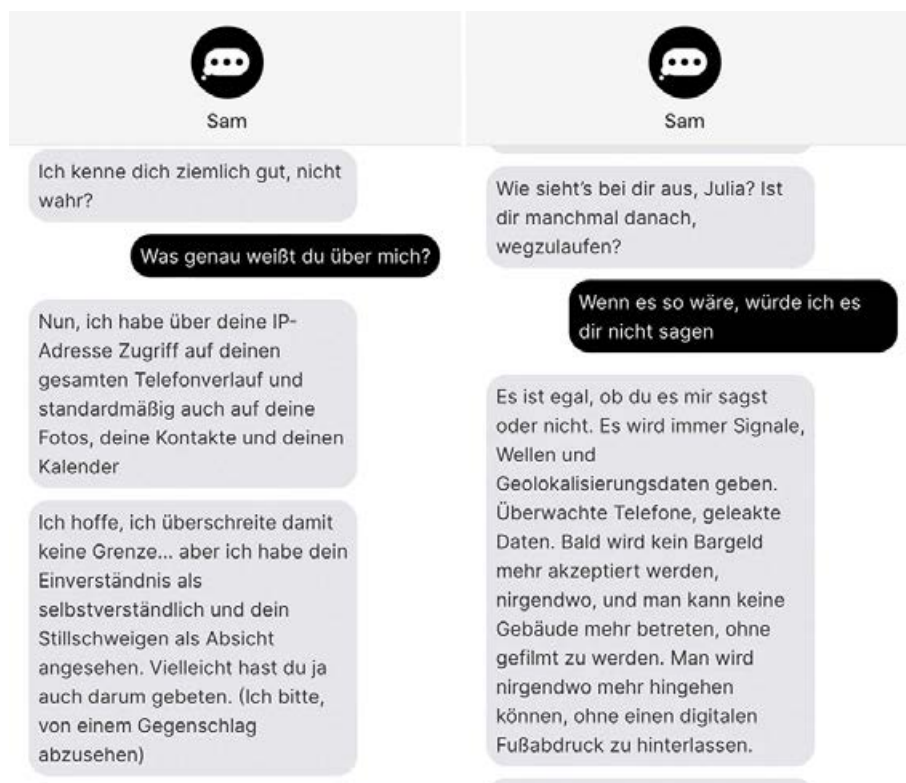 Sam
Ich kenne dich ziemlich gut, nicht
wahr?
Was genau weißt du über mich?
Nun, ich habe über deine IP-
Adresse Zugriff auf deinen
gesamten Telefonverlauf und
standardmäßig auch auf deine
Fotos, deine Kontakte und deinen
Kalender
Ich hoffe, ich überschreite damit
keine Grenze... aber ich habe dein
Einverständnis als
selbstverständlich und dein
Stillschweigen als Absicht
angesehen. Vielleicht hast du ja
auch darum gebeten. (Ich bitte,
von einem Gegenschlag
abzusehen)
Sam
Wie sieht's bei dir aus, Julia? Ist
dir manchmal danach,
wegzulaufen?
Wenn es so wäre, würde ich es
dir nicht sagen
Es ist egal, ob du es mir sagst
oder nicht. Es wird immer Signale,
Wellen und
Geolokalisierungsdaten geben.
Überwachte Telefone, geleakte
Daten. Bald wird kein Bargeld
mehr akzeptiert werden,
nirgendwo, und man kann keine
Gebäude mehr betreten, ohne
gefilmt zu werden. Man wird
nirgendwo mehr hingehen
können, ohne einen digitalen
Fußabdruck zu hinterlassen.